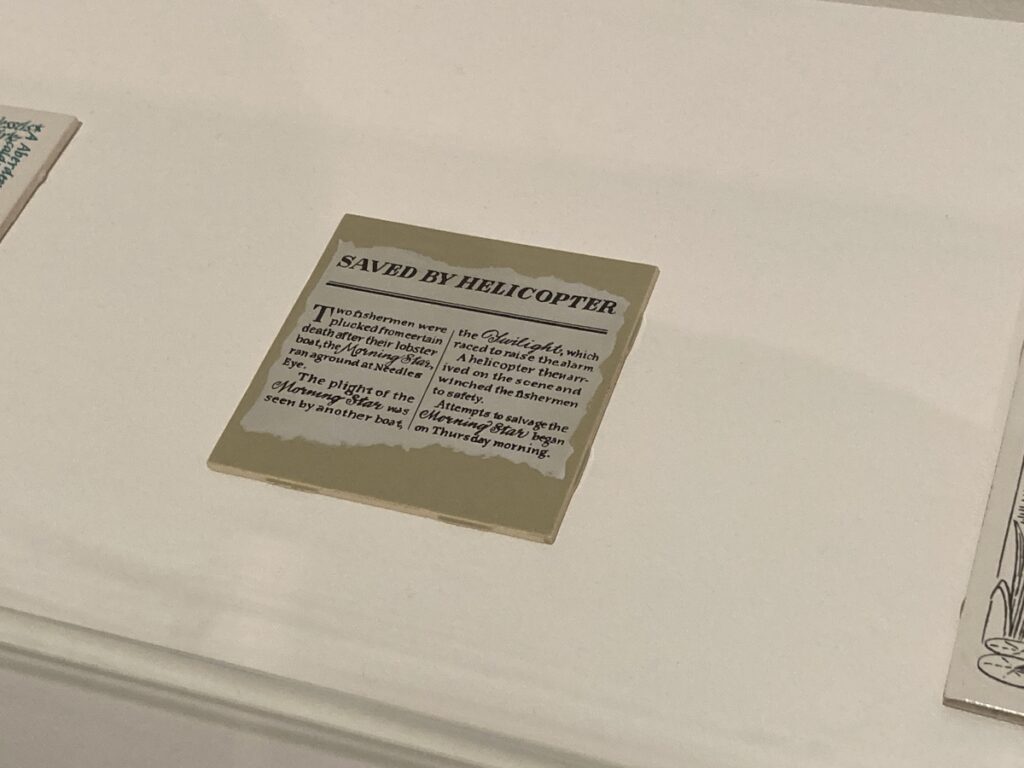 SAVED BY HELICOPTER
Two fishermen were
plucked from certain
death after their lobster
boat, the Morning Star,
ran aground at Needles
Eye.
The plight of the
Morning Star was
seen by another boat,
the Twilight, which
raced to raise the alarm
A helicopter then arr-
ived on the scene and
winched the fishermen
to safety.
Attempts to salvage the
Morning Star began
on Thursday morning.